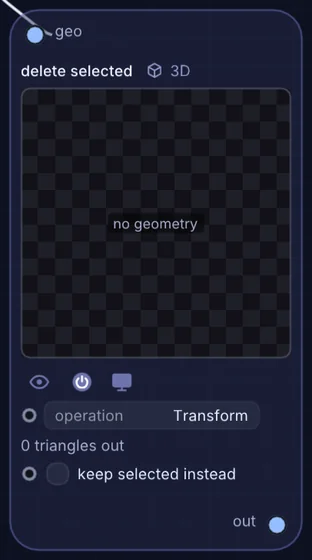 geo
delete selected 3D
no geometry
operation Transform
0 triangles out
keep selected instead
out